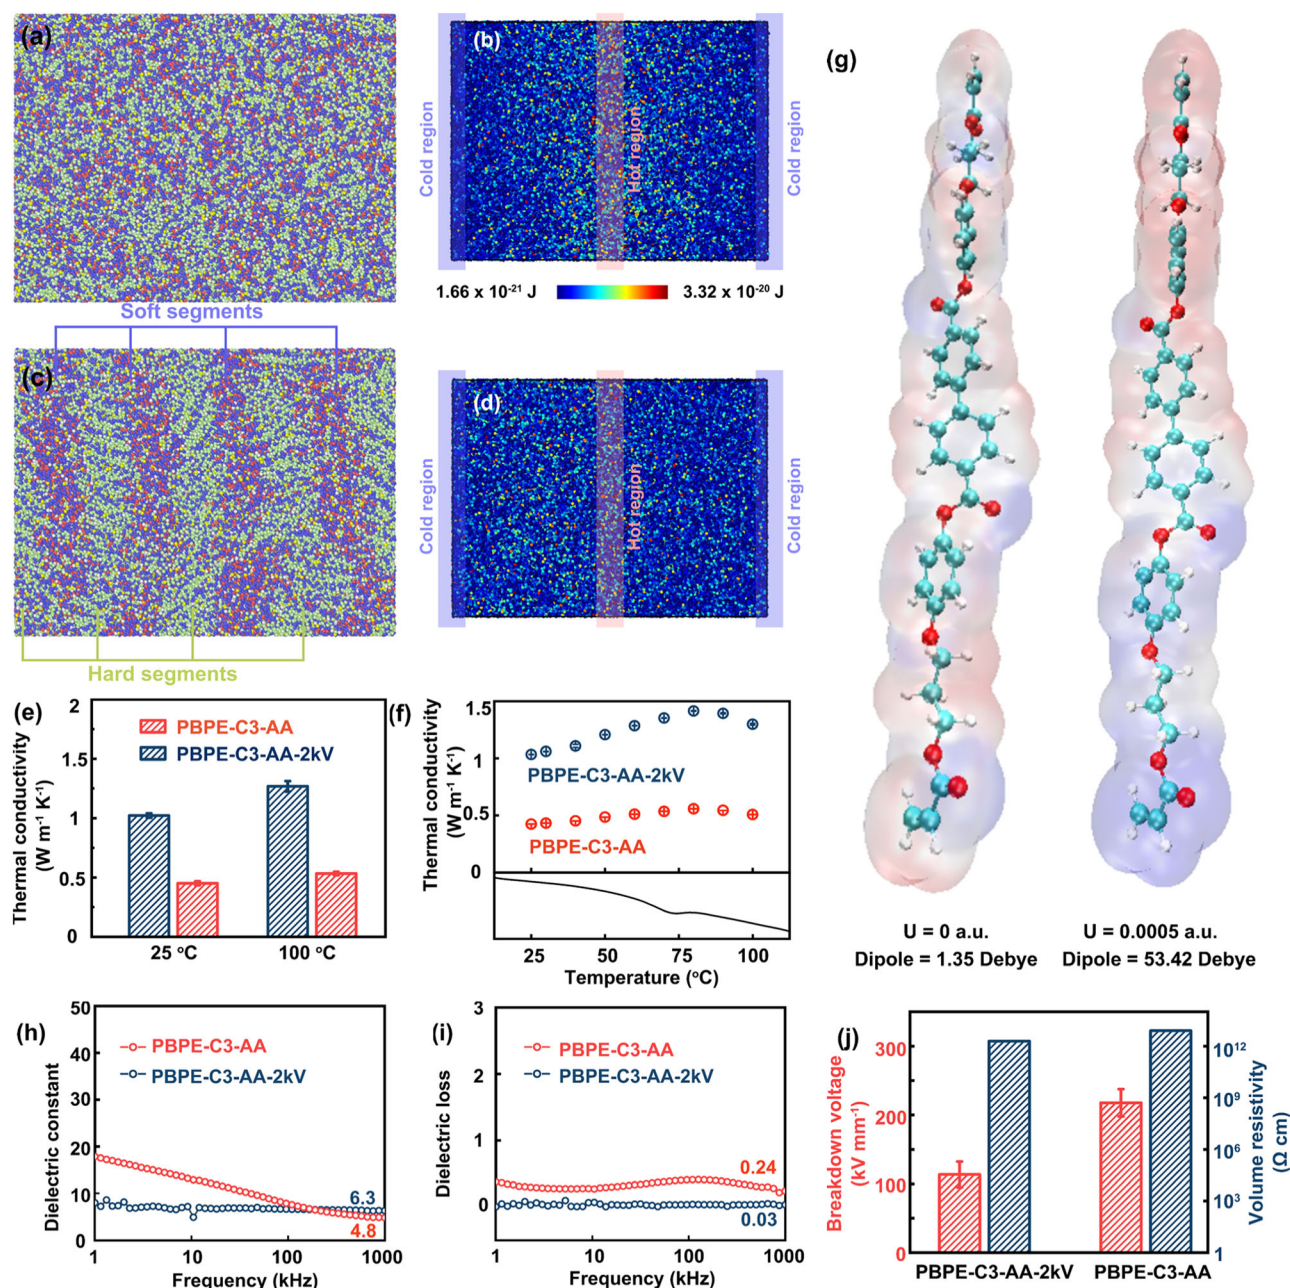 (a)
(b)
Cold region
Hot region
Cold region
1.66 x 10⁻²¹ J
3.32 x 10⁻²⁰ J
Soft segments
(c)
(d)
Cold region
Hot region
Cold region
Hard segments
(g)
U = 0 a.u.
Dipole = 1.35 Debye
U = 0.0005 a.u.
Dipole = 53.42 Debye
(e)
Thermal conductivity
(W m⁻¹ K⁻¹)
2
1.5
1
0.5
0
PBPE-C3-AA
PBPE-C3-AA-2kV
25 °C
100 °C
(f)
Thermal conductivity
(W m⁻¹ K⁻¹)
1.5
1
0.5
0
PBPE-C3-AA-2kV
PBPE-C3-AA
25
50
75
100
Temperature (°C)
(h)
Dielectric constant
50
40
30
20
10
0
PBPE-C3-AA
PBPE-C3-AA-2kV
6.3
4.8
1
10
100
1000
Frequency (kHz)
(i)
Dielectric loss
3
2
1
0
PBPE-C3-AA
PBPE-C3-AA-2kV
0.24
0.03
1
10
100
1000
Frequency (kHz)
(j)
Breakdown voltage
(kV mm⁻¹)
300
200
100
0
10¹²
10⁹
10⁶
10³
1
Volume resistivity
(Ω cm)
PBPE-C3-AA-2kV
PBPE-C3-AA